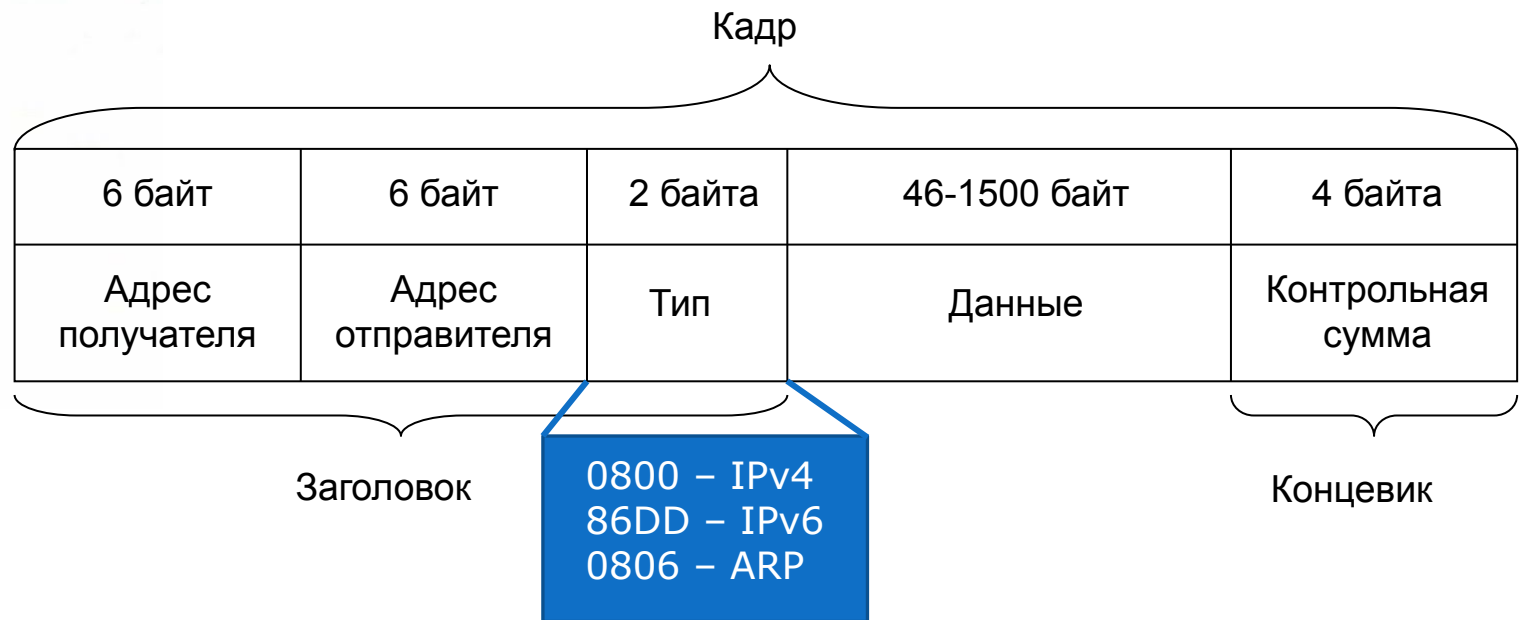 Кадр
6 байт
6 байт
2 байта
46-1500 байт
4 байта
Адрес
получателя
Адрес
отправителя
Тип
Данные
Контрольная
сумма
Заголовок
0800 – IPv4
86DD – IPv6
0806 – ARP
Концевик